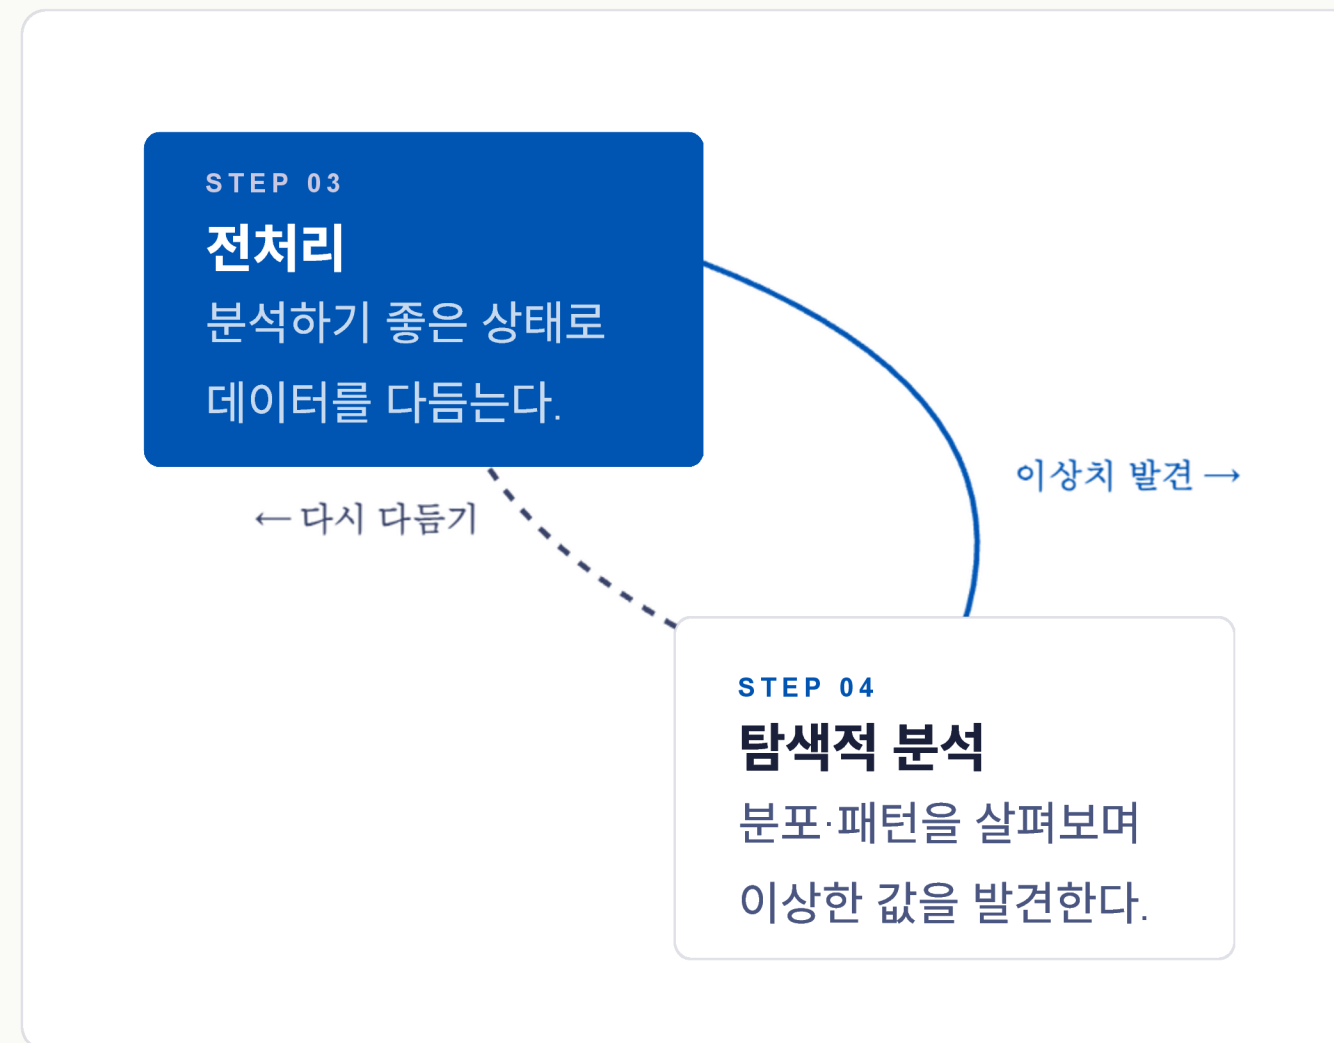 STEP 03
전처리
분석하기 좋은 상태로
데이터를 다듬는다.
이상치 발견 →
← 다시 다듬기
STEP 04
탐색적 분석
분포·패턴을 살펴보며
이상한 값을 발견한다.